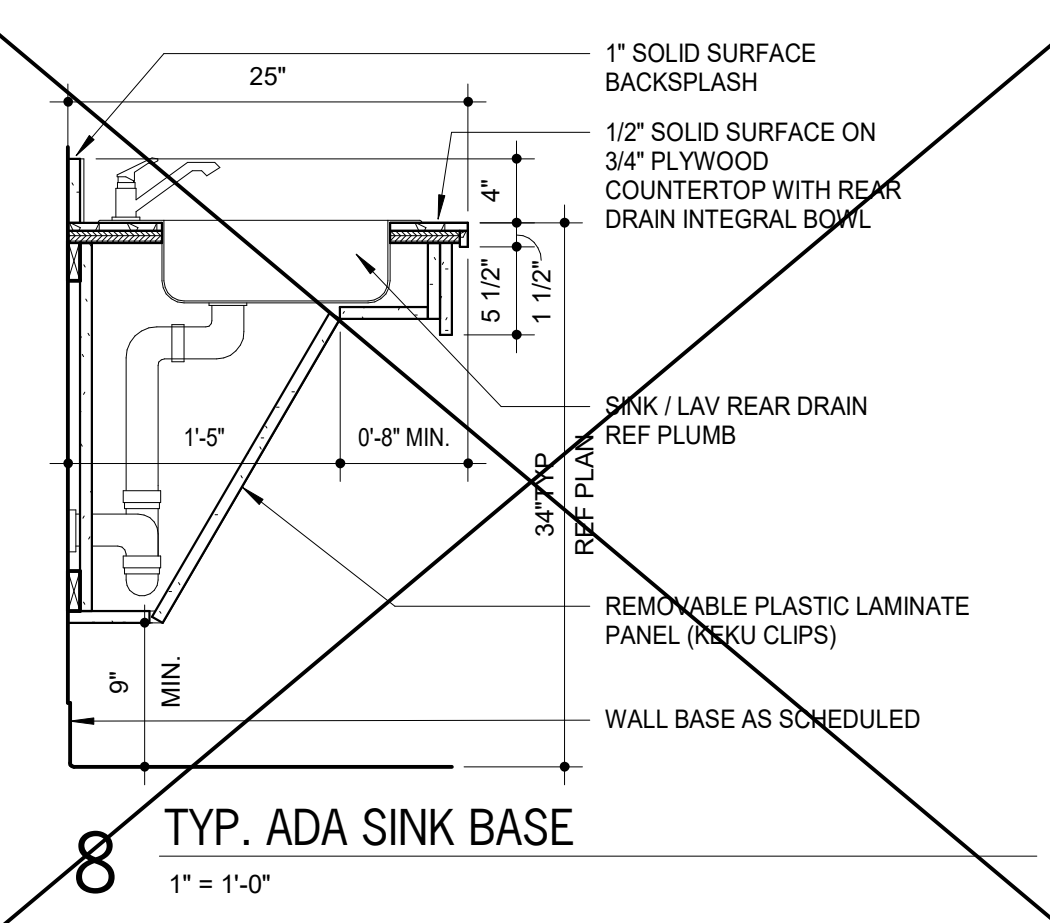 1" SOLID SURFACE
BACKSPLASH
25"
1/2" SOLID SURFACE ON
3/4" PLYWOOD
COUNTERTOP WITH REAR
DRAIN INTEGRAL BOWL
4"
5 1/2"
1 1/2"
SINK / LAV REAR DRAIN
REF PLUMB
1'-5"
0'-8" MIN.
34"TYP
REF PLAN
REMOVABLE PLASTIC LAMINATE
PANEL (KEKU CLIPS)
9"
MIN.
WALL BASE AS SCHEDULED
8
TYP. ADA SINK BASE
1" = 1'-0"